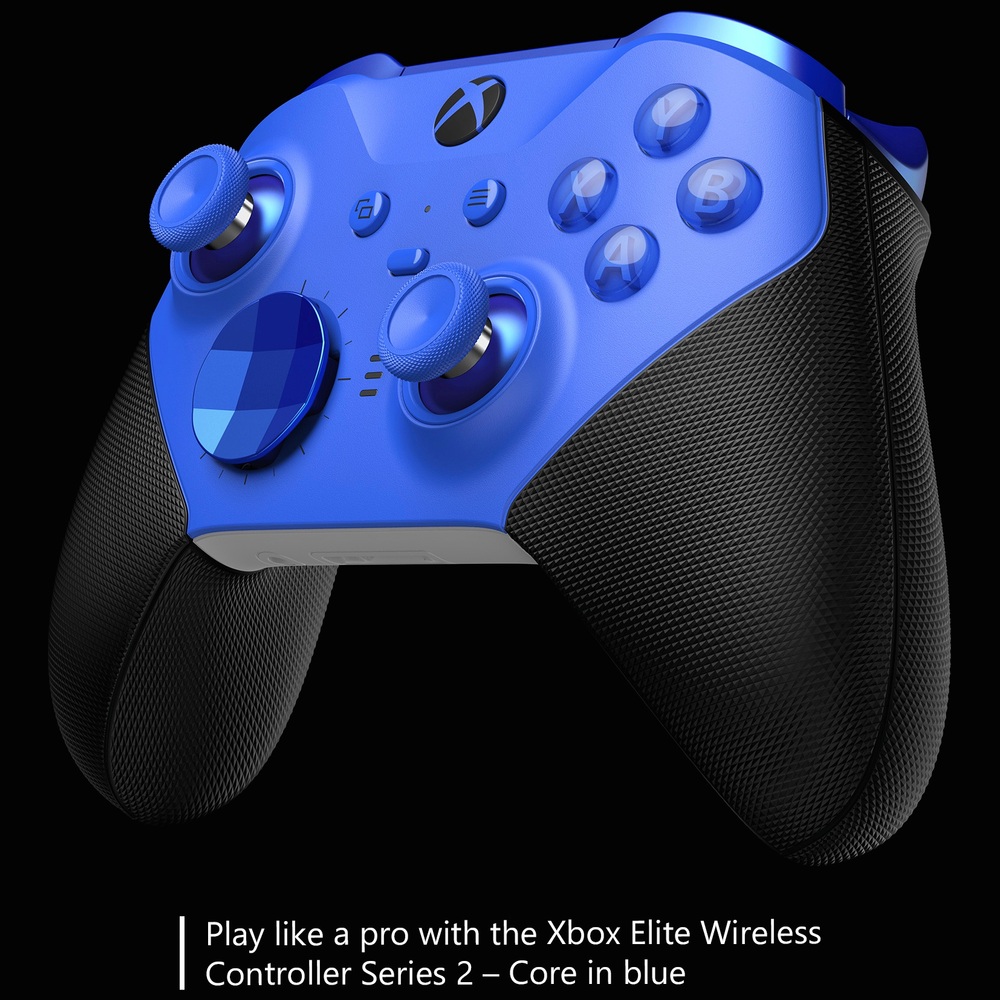 Y
X
B
A
Play like a pro with the Xbox Elite Wireless
Controller Series 2 – Core in blue